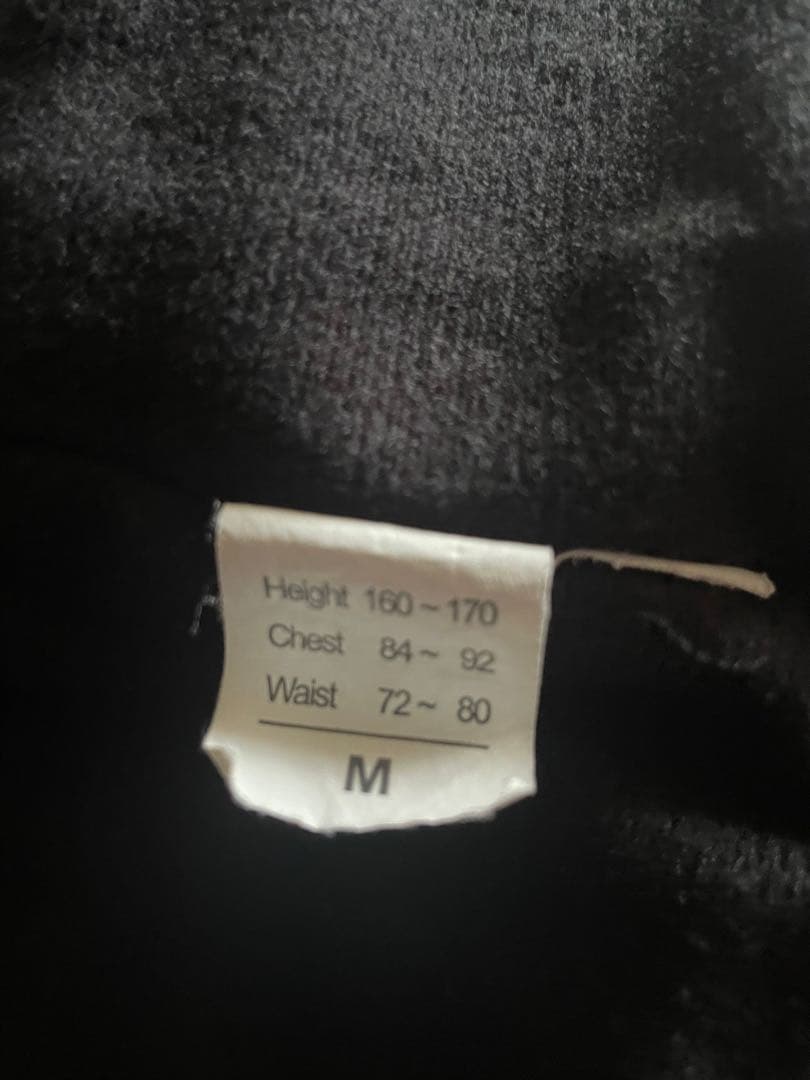 Height 160~170
Chest 84~ 92
Waist 72~ 80
M